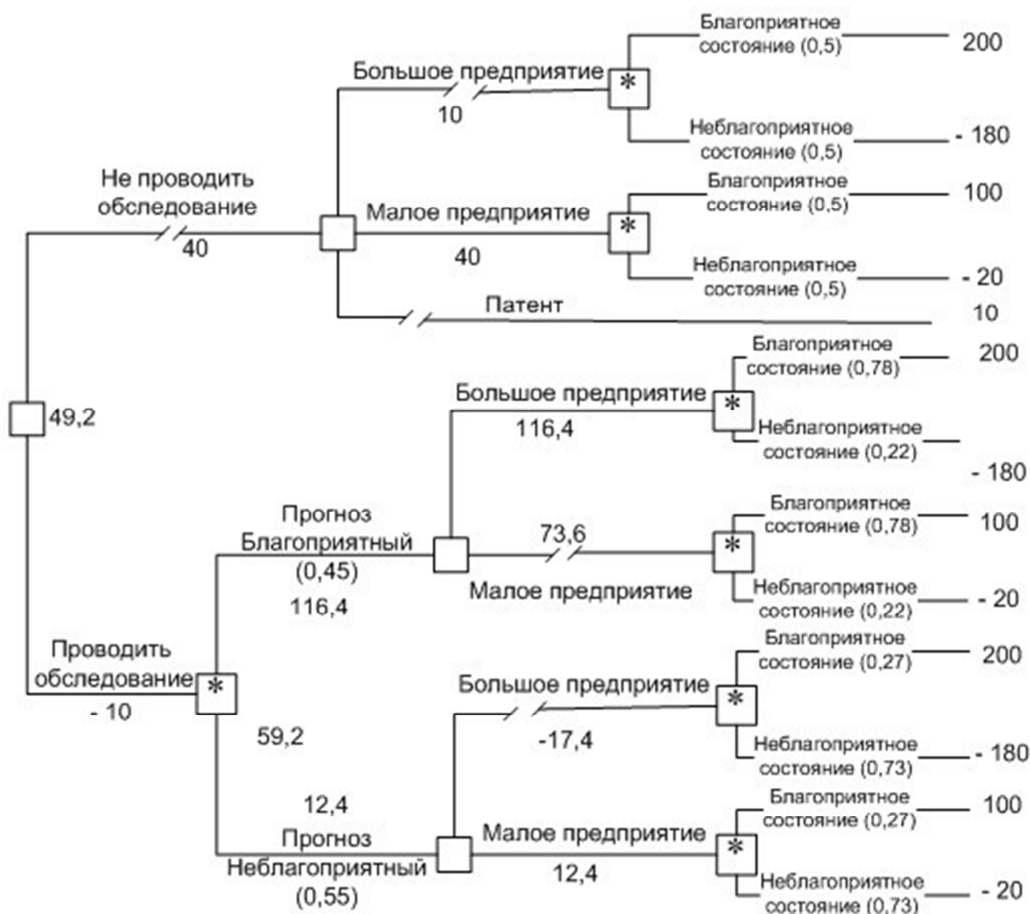 Благоприятное
состояние (0,5)
200
Большое предприятие
*
10
Неблагоприятное
состояние (0,5)
- 180
Не проводить
обследование
40
Благоприятное
состояние (0,5)
100
Малое предприятие
*
40
Неблагоприятное
состояние (0,5)
- 20
Патент
10
49,2
Благоприятное
состояние (0,78)
200
Большое предприятие
*
116,4
Неблагоприятное
состояние (0,22)
- 180
Прогноз
Благоприятный
(0,45)
116,4
Благоприятное
состояние (0,78)
100
73,6
*
Малое предприятие
Неблагоприятное
состояние (0,22)
- 20
Проводить
обследование
- 10
*
59,2
Благоприятное
состояние (0,27)
200
Большое предприятие
*
-17,4
Неблагоприятное
состояние (0,73)
- 180
12,4
Прогноз
Неблагоприятный
(0,55)
Благоприятное
состояние (0,27)
100
Малое предприятие
*
12,4
Неблагоприятное
состояние (0,73)
- 20